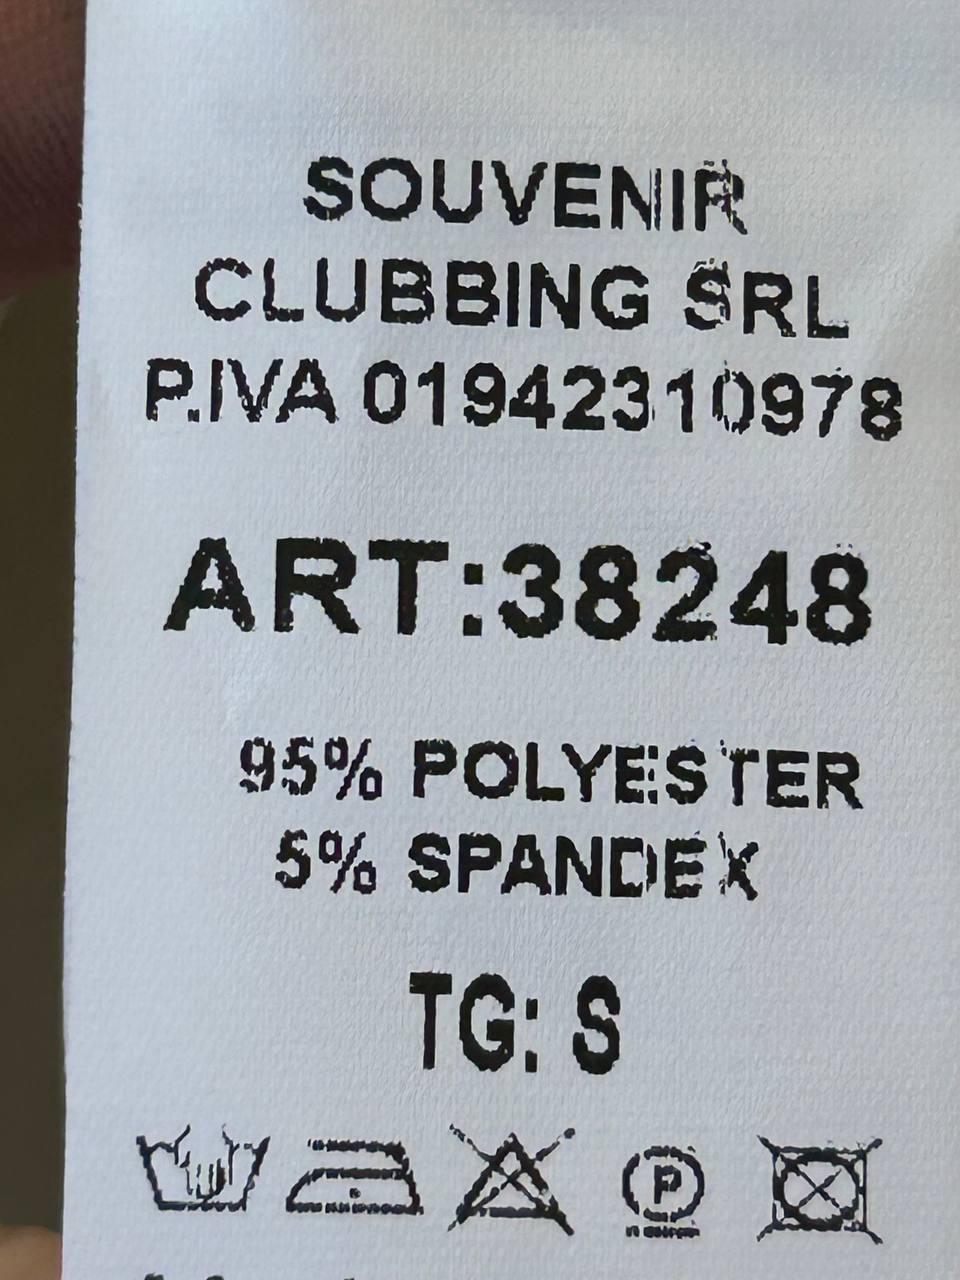 SOUVENIR
CLUBBING SRL
P.IVA 01942310978
ART:38248
95% POLYESTER
5% SPANDEX
TG: S
P